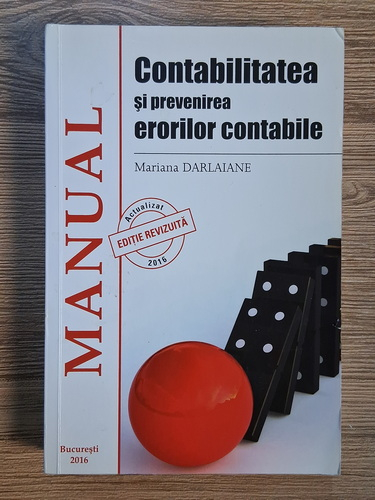 Contabilitatea
și prevenirea
erorilor contabile
Mariana DARLAIANE
MANUAL
Actualizat
EDIȚIE REVIZUITĂ
2016
București
2016